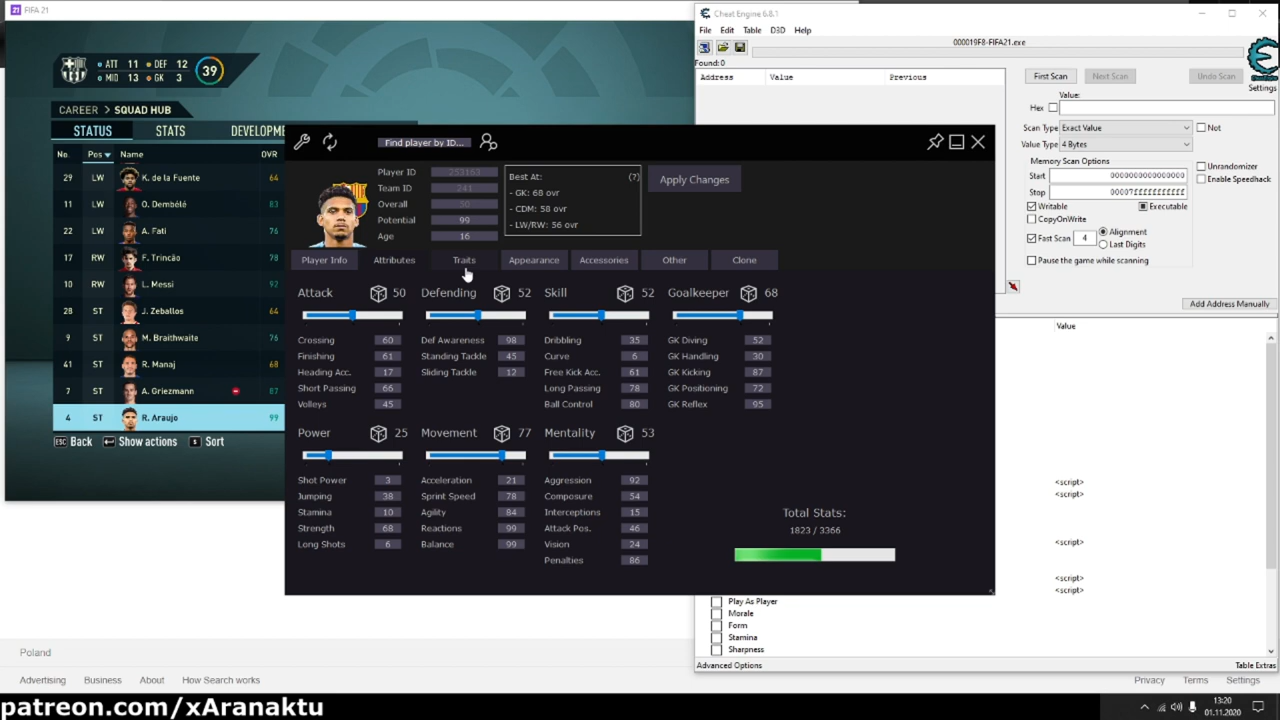 FIFA 21
ATT 11 DEF 12
MID 13 GK 3
39
CAREER SQUAD HUB
STATUS STATS DEVELOPME
No. Pos Name OVR
29 LW K. de la Fuente 64
11 LW O. Dembélé 83
22 LW A. Fati 76
17 RW F. Trincão 78
10 RW L. Messi 92
28 ST J. Zeballos 64
9 ST M. Braithwaite 76
41 ST R. Manaj 68
7 ST A. Griezmann 87
4 ST R. Araujo 99
ESC Back Show actions S Sort
Cheat Engine 6.8.1
File Edit Table D3D Help
000019F8-FIFA21.exe
Found: 0
Address Value Previous
First Scan Next Scan Undo Scan
Settings
Value:
Hex
Scan Type Exact Value Not
Value Type 4 Bytes
Memory Scan Options
Start 0000000000000000
Stop 00007fffffffffff
Unrandomizer
Enable Speedhack
Writable Executable
CopyOnWrite
Fast Scan 4 Alignment
Last Digits
Pause the game while scanning
Add Address Manually
Value
<script>
<script>
<script>
<script>
<script>
Play As Player
Morale
Form
Stamina
Sharpness
Advanced Options Table Extras
Find player by ID...
Player ID 253163
Team ID 241
Overall 50
Potential 99
Age 16
Best At: (?)
- GK: 68 ovr
- CDM: 58 ovr
- LW/RW: 56 ovr
Apply Changes
Player Info Attributes Traits Appearance Accessories Other Clone
Attack 50 Defending 52 Skill 52 Goalkeeper 68
Crossing 60 Def Awareness 98 Dribbling 35 GK Diving 52
Finishing 61 Standing Tackle 45 Curve 6 GK Handling 30
Heading Acc. 17 Sliding Tackle 12 Free Kick Acc. 61 GK Kicking 87
Short Passing 66 Long Passing 78 GK Positioning 72
Volleys 45 Ball Control 80 GK Reflex 95
Power 25 Movement 77 Mentality 53
Shot Power 3 Acceleration 21 Aggression 92
Jumping 38 Sprint Speed 78 Composure 54
Stamina 10 Agility 84 Interceptions 15
Strength 68 Reactions 99 Attack Pos. 46
Long Shots 6 Balance 99 Vision 24
Penalties 86
Total Stats:
1823 / 3366
Poland
Advertising Business About How Search works Privacy Terms Settings
patreon.com/xAranaktu
13:20
01.11.2020